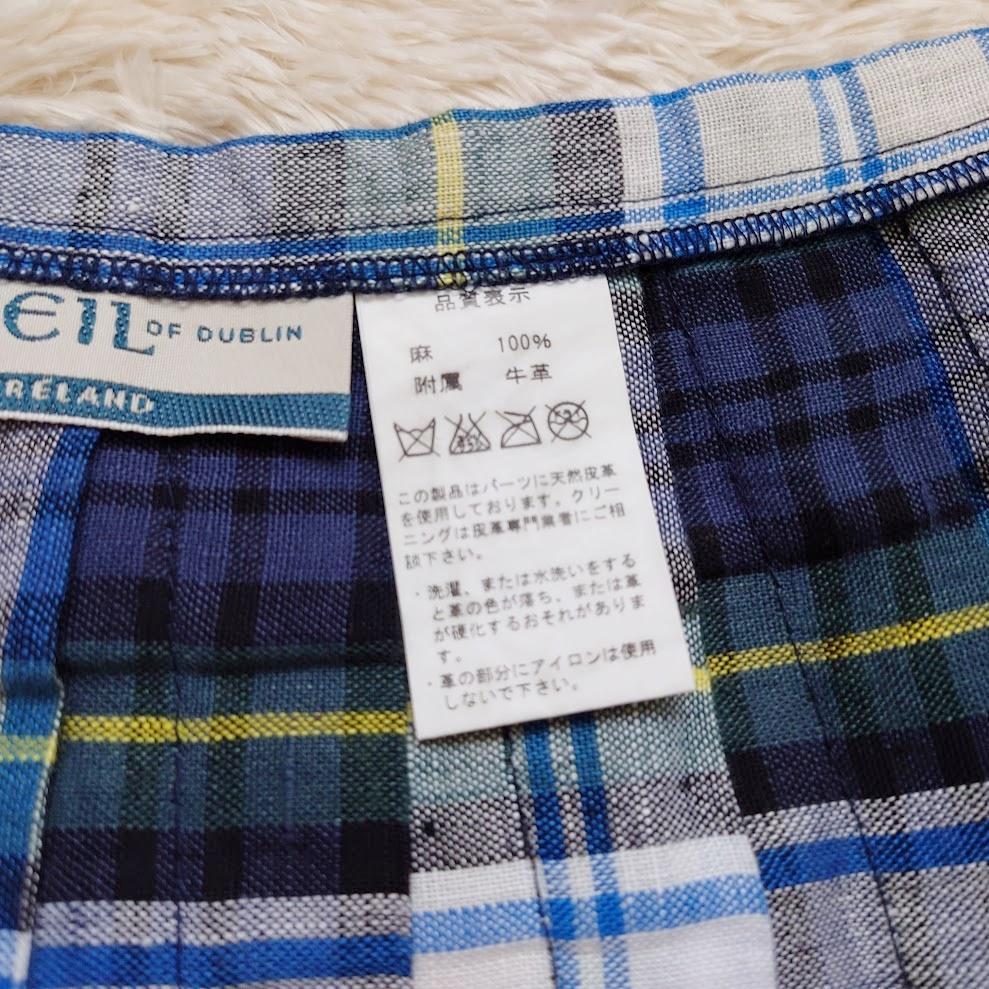 EIL OF DUBLIN
RELAND
品質表示
麻 100%
附属 牛革
この製品はパーツに天然皮革
を使用しております。クリー
ニングは皮革専門業者にご相
談下さい。
・洗濯、または水洗いをする
と革の色が落ち、または革
が硬化するおそれがありま
す。
・革の部分にアイロンは使用
しないで下さい。